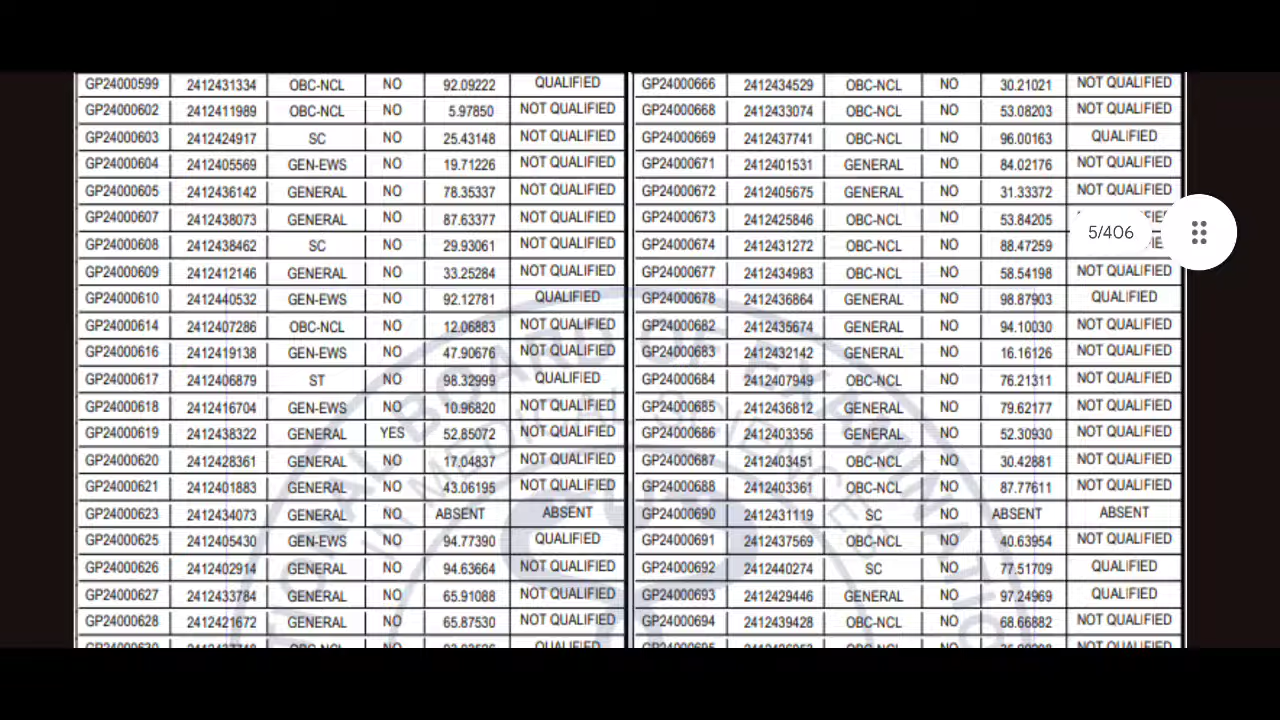 GP24000599 2412431334 OBC-NCL NO 92.09222 QUALIFIED
GP24000602 2412411989 OBC-NCL NO 5.97850 NOT QUALIFIED
GP24000603 2412424917 SC NO 25.43148 NOT QUALIFIED
GP24000604 2412405569 GEN-EWS NO 19.71226 NOT QUALIFIED
GP24000605 2412436142 GENERAL NO 78.35337 NOT QUALIFIED
GP24000607 2412438073 GENERAL NO 87.63377 NOT QUALIFIED
GP24000608 2412438462 SC NO 29.93061 NOT QUALIFIED
GP24000609 2412412146 GENERAL NO 33.25284 NOT QUALIFIED
GP24000610 2412440532 GEN-EWS NO 92.12781 QUALIFIED
GP24000614 2412407286 OBC-NCL NO 12.06883 NOT QUALIFIED
GP24000616 2412419138 GEN-EWS NO 47.90676 NOT QUALIFIED
GP24000617 2412406879 ST NO 98.32999 QUALIFIED
GP24000618 2412416704 GEN-EWS NO 10.96820 NOT QUALIFIED
GP24000619 2412438322 GENERAL YES 52.85072 NOT QUALIFIED
GP24000620 2412428361 GENERAL NO 17.04837 NOT QUALIFIED
GP24000621 2412401883 GENERAL NO 43.06195 NOT QUALIFIED
GP24000623 2412434073 GENERAL NO ABSENT ABSENT
GP24000625 2412405430 GEN-EWS NO 94.77390 QUALIFIED
GP24000626 2412402914 GENERAL NO 94.63664 QUALIFIED
GP24000627 2412433784 GENERAL NO 65.91088 NOT QUALIFIED
GP24000628 2412421672 GENERAL NO 65.87530 NOT QUALIFIED
GP24000666 2412434529 OBC-NCL NO 30.21021 NOT QUALIFIED
GP24000668 2412433074 OBC-NCL NO 53.08203 NOT QUALIFIED
GP24000669 2412437741 OBC-NCL NO 96.00163 QUALIFIED
GP24000671 2412401531 GENERAL NO 84.02176 NOT QUALIFIED
GP24000672 2412405675 GENERAL NO 31.33372 NOT QUALIFIED
GP24000673 2412425846 OBC-NCL NO 53.84205
GP24000674 2412431272 OBC-NCL NO 88.47259
GP24000677 2412434983 OBC-NCL NO 58.54198 NOT QUALIFIED
GP24000678 2412436864 GENERAL NO 98.87903 QUALIFIED
GP24000682 2412435674 GENERAL NO 94.10030 NOT QUALIFIED
GP24000683 2412432142 GENERAL NO 16.16126 NOT QUALIFIED
GP24000684 2412407949 OBC-NCL NO 76.21311 NOT QUALIFIED
GP24000685 2412436812 GENERAL NO 79.62177 NOT QUALIFIED
GP24000686 2412403356 GENERAL NO 52.30930 NOT QUALIFIED
GP24000687 2412403451 OBC-NCL NO 30.42881 NOT QUALIFIED
GP24000688 2412403361 OBC-NCL NO 87.77611 NOT QUALIFIED
GP24000690 2412431119 SC NO ABSENT ABSENT
GP24000691 2412437569 OBC-NCL NO 40.63954 NOT QUALIFIED
GP24000692 2412440274 SC NO 77.51709 QUALIFIED
GP24000693 2412429446 GENERAL NO 97.24969 QUALIFIED
GP24000694 2412439428 OBC-NCL NO 68.66882 NOT QUALIFIED
5/406
BOARD OF EXAMINATION
IN MEDICAL SCIENCES